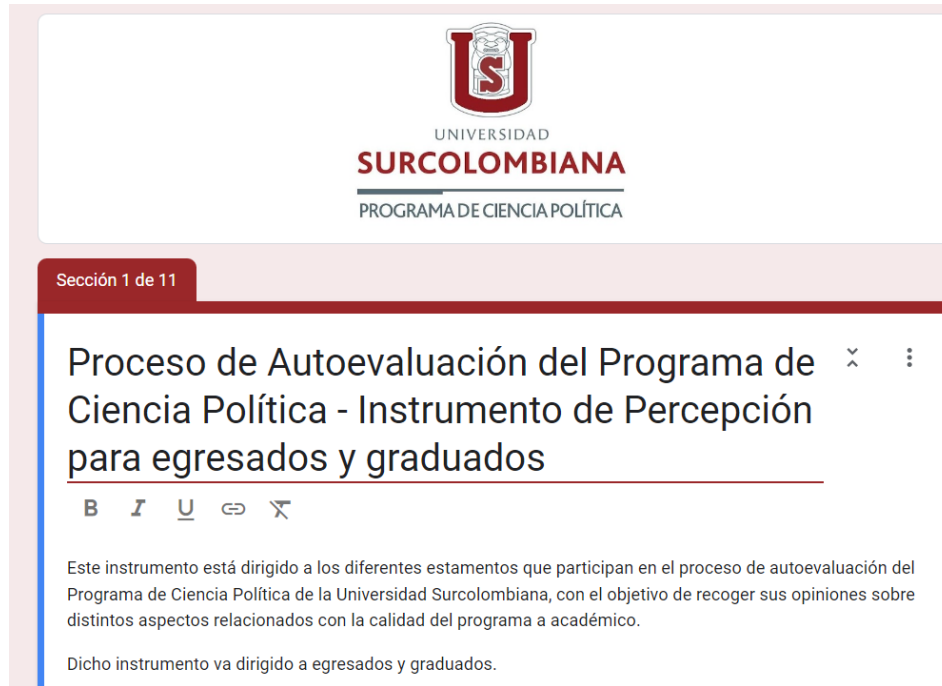 US
UNIVERSIDAD
SURCOLOMBIANA
PROGRAMA DE CIENCIA POLÍTICA
Sección 1 de 11
Proceso de Autoevaluación del Programa de
Ciencia Política - Instrumento de Percepción
para egresados y graduados
B I U
Este instrumento está dirigido a los diferentes estamentos que participan en el proceso de autoevaluación del
Programa de Ciencia Política de la Universidad Surcolombiana, con el objetivo de recoger sus opiniones sobre
distintos aspectos relacionados con la calidad del programa a académico.
Dicho instrumento va dirigido a egresados y graduados.